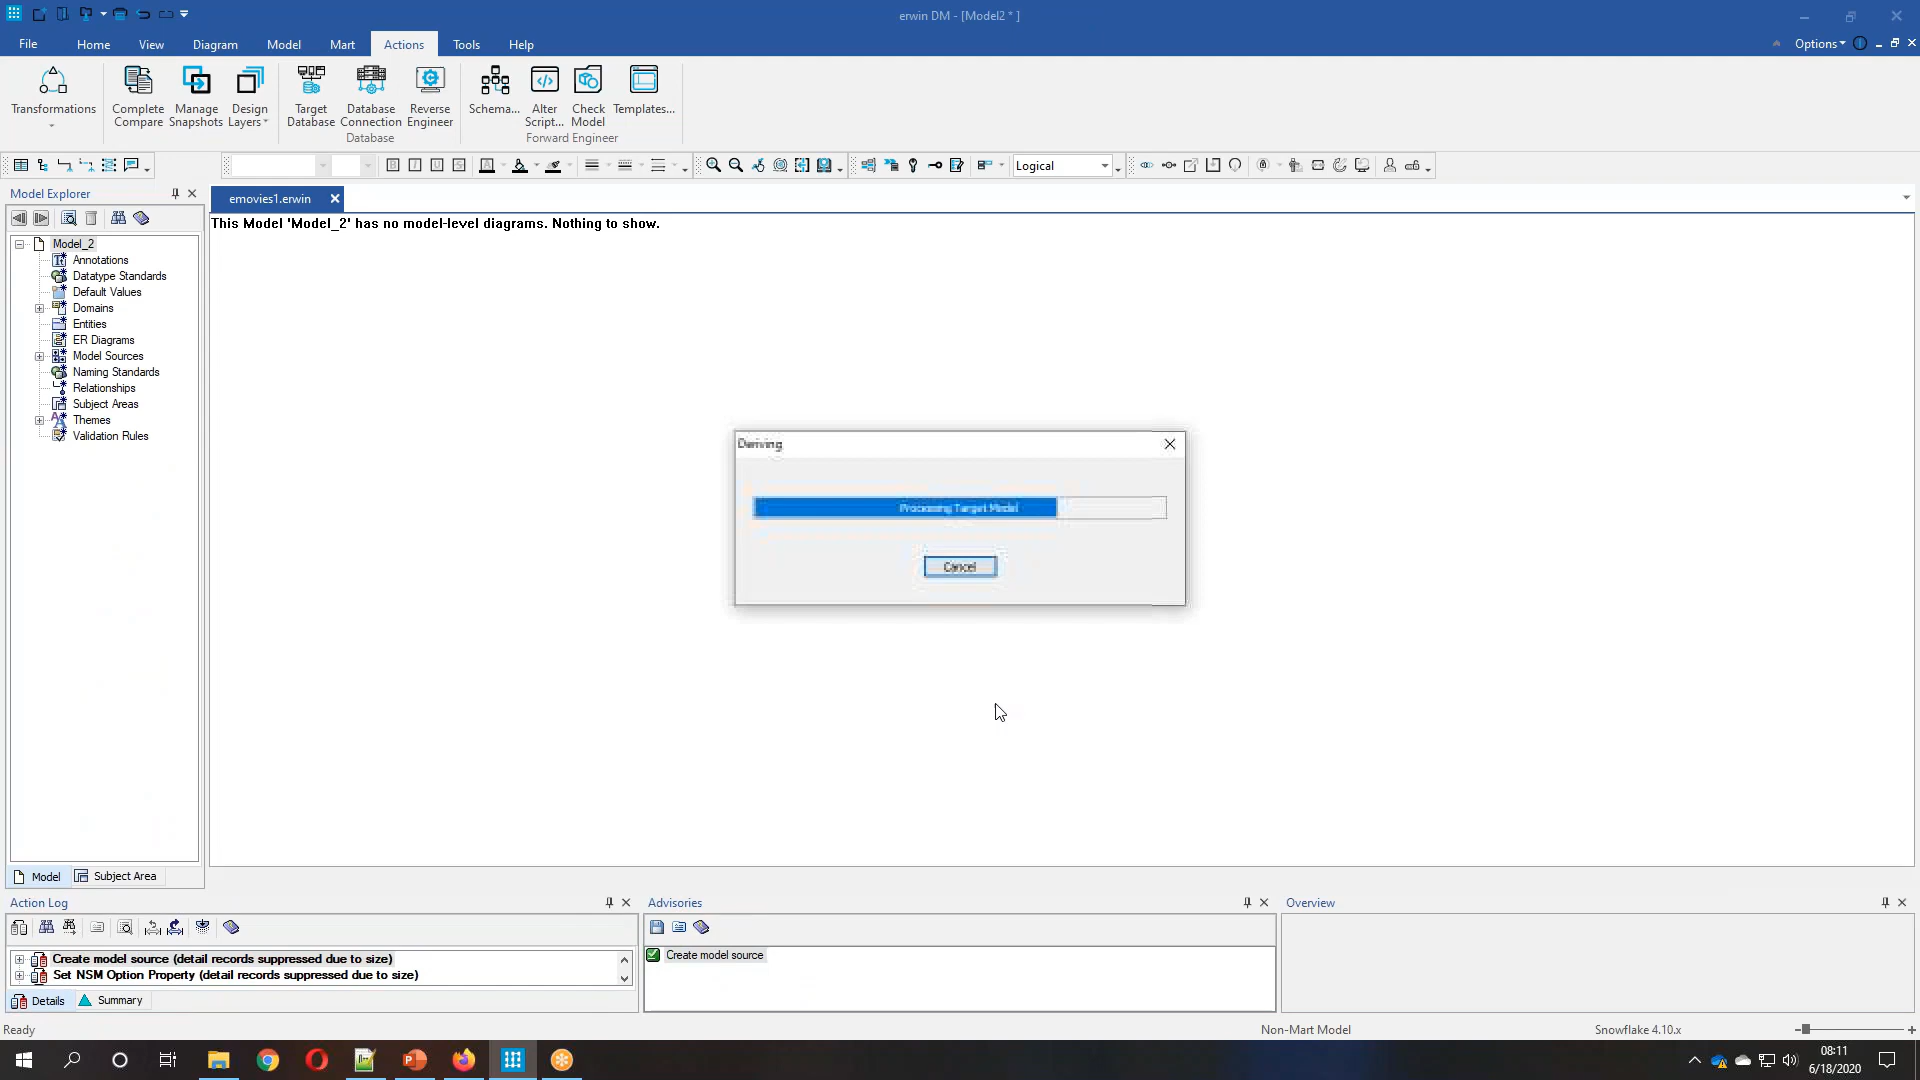 erwin DM - [Model2 * ]
File Home View Diagram Model Mart Actions Tools Help
Options
Transformations
Complete Compare
Manage Snapshots
Design Layers
Target Database
Database Connection
Reverse Engineer
Schema...
Alter Script...
Check Model
Templates...
Database
Forward Engineer
Logical
Model Explorer
emovies1.erwin
This Model 'Model_2' has no model-level diagrams. Nothing to show.
Model_2
Annotations
Datatype Standards
Default Values
Domains
Entities
ER Diagrams
Model Sources
Naming Standards
Relationships
Subject Areas
Themes
Validation Rules
Deriving
Processing Target Model
Cancel
Model Subject Area
Action Log
Create model source (detail records suppressed due to size)
Set NSM Option Property (detail records suppressed due to size)
Details Summary
Advisories
Create model source
Overview
Ready
Non-Mart Model
Snowflake 4.10.x
08:11
6/18/2020